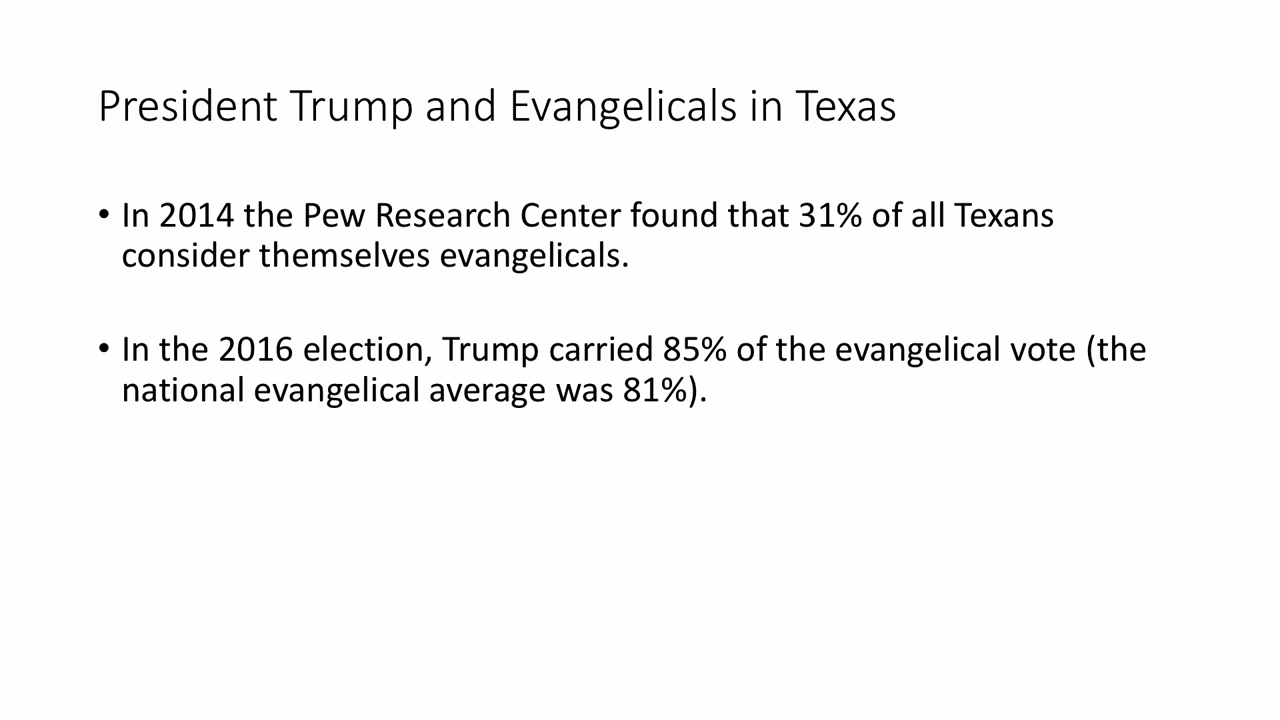 President Trump and Evangelicals in Texas
• In 2014 the Pew Research Center found that 31% of all Texans
consider themselves evangelicals.
• In the 2016 election, Trump carried 85% of the evangelical vote (the
national evangelical average was 81%).